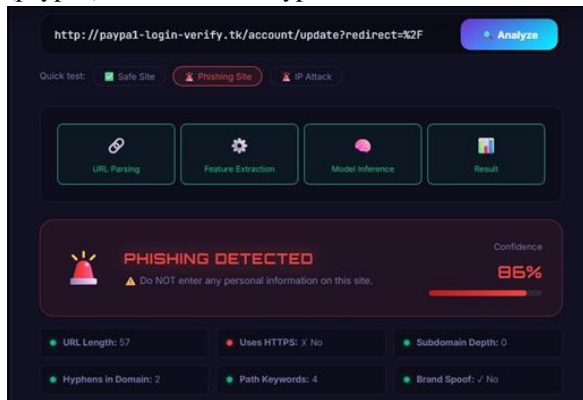 http://paypa1-login-verify.tk/account/update?redirect=%2F
Analyze
Quick test: Safe Site Phishing Site IP Attack
URL Parsing Feature Extraction Model Inference Result
PHISHING DETECTED
Do NOT enter any personal information on this site.
Confidence
86%
URL Length: 57 Uses HTTPS: ✗ No Subdomain Depth: 0
Hyphens in Domain: 2 Path Keywords: 4 Brand Spoof: ✓ No